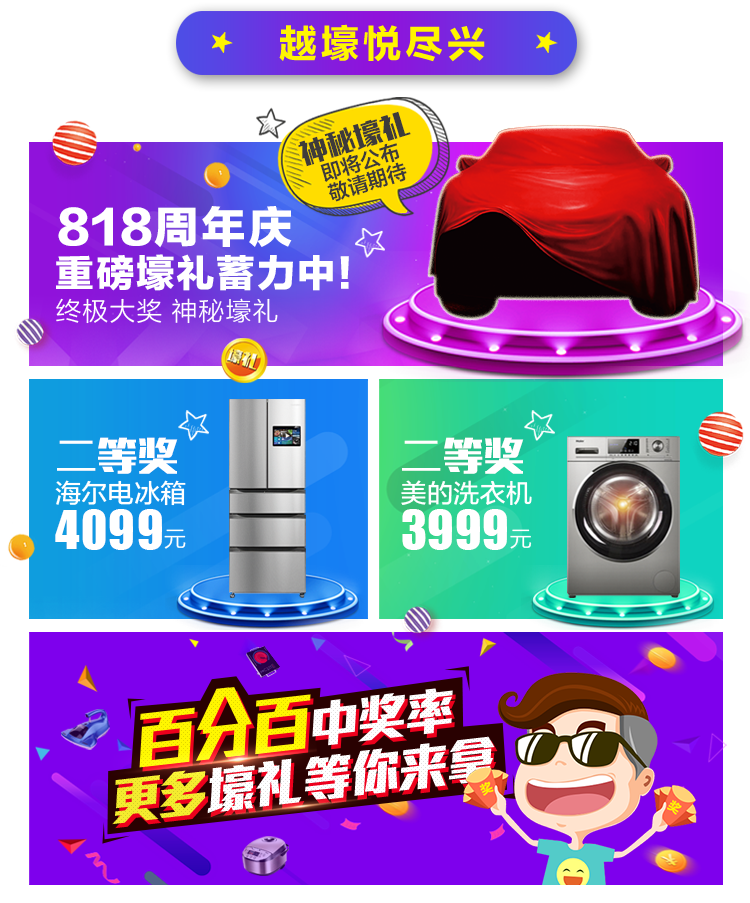 越壕悦尽兴
神秘壕礼
即将公布
敬请期待
818周年庆
重磅壕礼蓄力中!
终极大奖 神秘壕礼
壕礼
二等奖
海尔电冰箱
4099元
二等奖
美的洗衣机
3999元
百分百中奖率
更多壕礼等你来拿
奖
奖